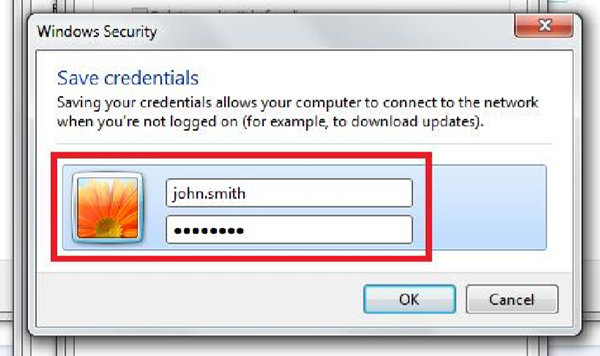 Windows Security
Save credentials
Saving your credentials allows your computer to connect to the network
when you're not logged on (for example, to download updates).
john.smith
••••••••
OK
Cancel